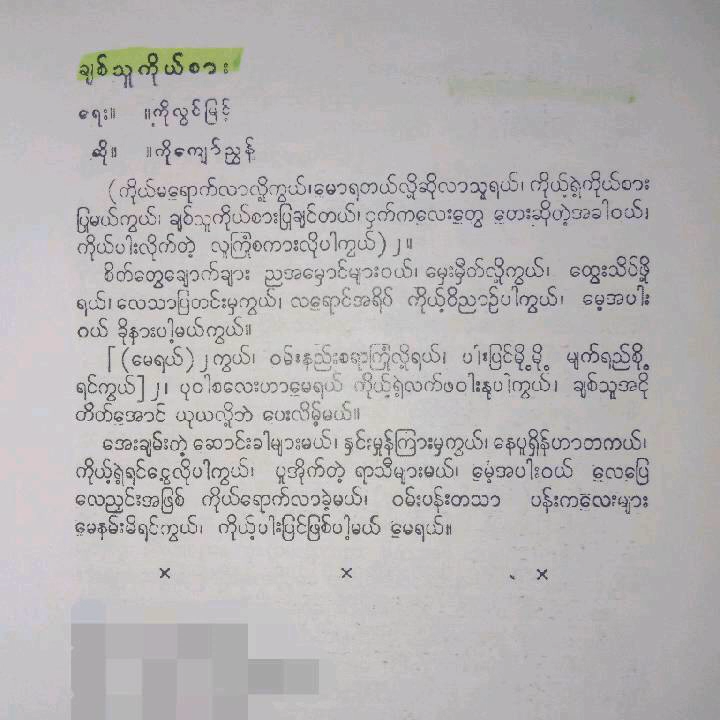 ချစ်သူကိုယ်စား
ရေး။ ။ကိုလွင်မြင့်
ဆို။ ။ကိုကျော်ညွန့်
(ကိုယ်မရောက်လာလို့ကွယ်၊ မောရတယ်လို့ဆိုလာသူရယ်၊ ကိုယ့်ရဲ့ကိုယ်စား
ပြုမယ်ကွယ်၊ ချစ်သူကိုယ်စားပြုချင်တယ်၊ ငှက်ကလေးတွေ တေးဆိုတဲ့အခါဝယ်၊
ကိုယ်ပါးလိုက်တဲ့ လူကြုံစကားလိုပါကွယ်) ၂ ။
စိတ်တွေချောက်ချား ညအမှောင်များဝယ်၊ မှေးမှိတ်လို့ကွယ်၊ တွေးသိပ်ဖို့
ရယ်၊ လေသာပြတင်းမှကွယ်၊ လရောင်အရိပ် ကိုယ့်ဝိညာဉ်ပါကွယ်၊ မေ့အပါး
ဝယ် ခိုနားပါ့မယ်ကွယ်။
[ (မေရယ်) ၂ ကွယ်၊ ဝမ်းနည်းစရာကြုံလို့ရယ်၊ ပါးပြင်မို့မို့ မျက်ရည်စို့
ရင်ကွယ် ] ၂ ၊ ပုဝါစလေးဟာမေရယ် ကိုယ့်ရဲ့လက်ဖဝါးနုပါကွယ်၊ ချစ်သူအငို
တိတ်အောင် ယုယလို့ဘဲ ပေးလိမ့်မယ်။
အေးချမ်းတဲ့ ဆောင်းခါများမယ်၊ နှင်းမှုန်ကြားမှကွယ်၊ နေပူရှိန်ဟာတကယ်၊
ကိုယ့်ရဲ့ရင်ငွေ့လိုပါကွယ်၊ ပူအိုက်တဲ့ ရာသီများမယ်၊ မေ့အပါးဝယ် လေပြေ
လေညှင်းအဖြစ် ကိုယ်ရောက်လာခဲ့မယ်၊ ဝမ်းပန်းတသာ ပန်းကလေးများ
မေနမ်းမိရင်ကွယ်၊ ကိုယ့်ပါးပြင်ဖြစ်ပါ့မယ် မေရယ်။
× × ×